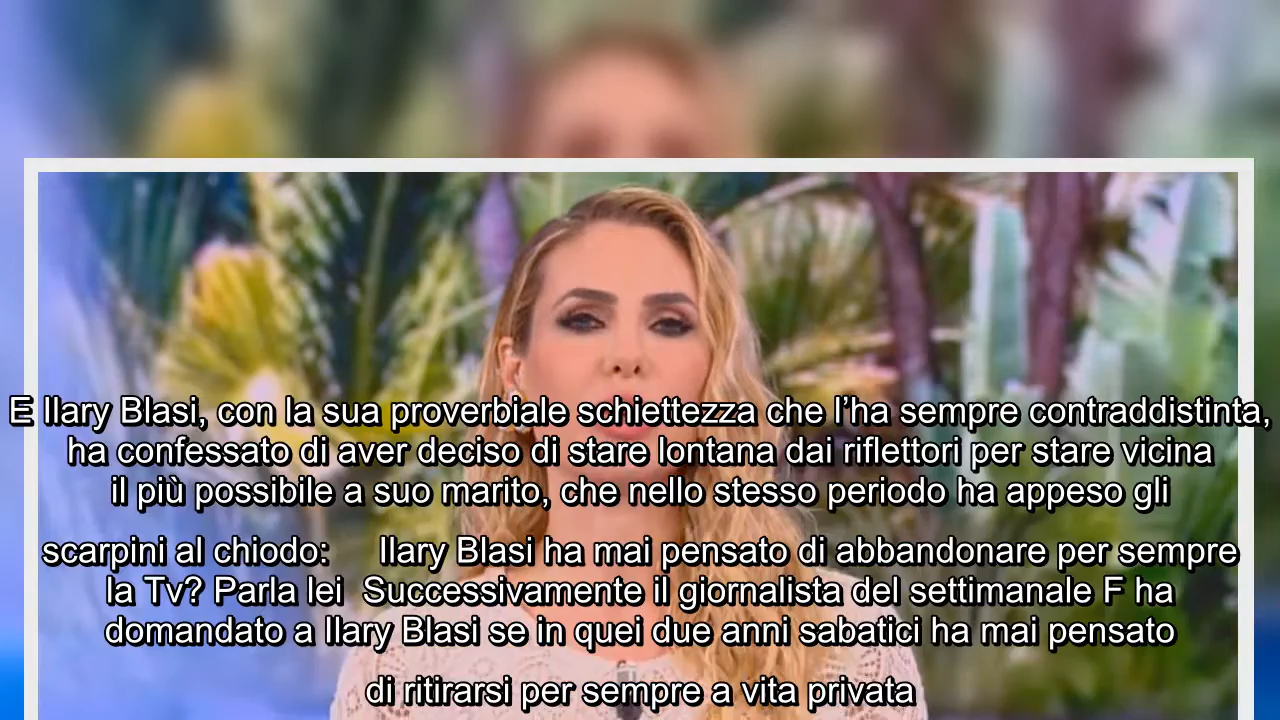 E Ilary Blasi, con la sua proverbiale schiettezza che l’ha sempre contraddistinta,
ha confessato di aver deciso di stare lontana dai riflettori per stare vicina
il più possibile a suo marito, che nello stesso periodo ha appeso gli
scarpini al chiodo: Ilary Blasi ha mai pensato di abbandonare per sempre
la Tv? Parla lei Successivamente il giornalista del settimanale F ha
domandato a Ilary Blasi se in quei due anni sabatici ha mai pensato
di ritirarsi per sempre a vita privata